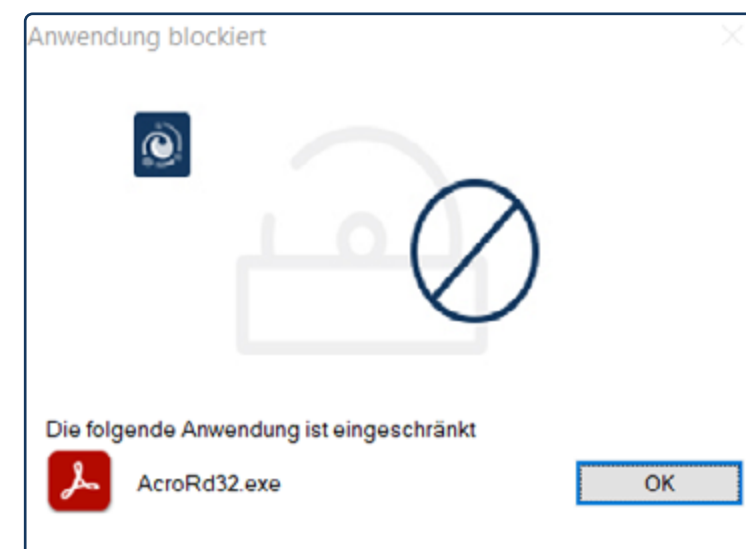 Anwendung blockiert
Die folgende Anwendung ist eingeschränkt
AcroRd32.exe
OK